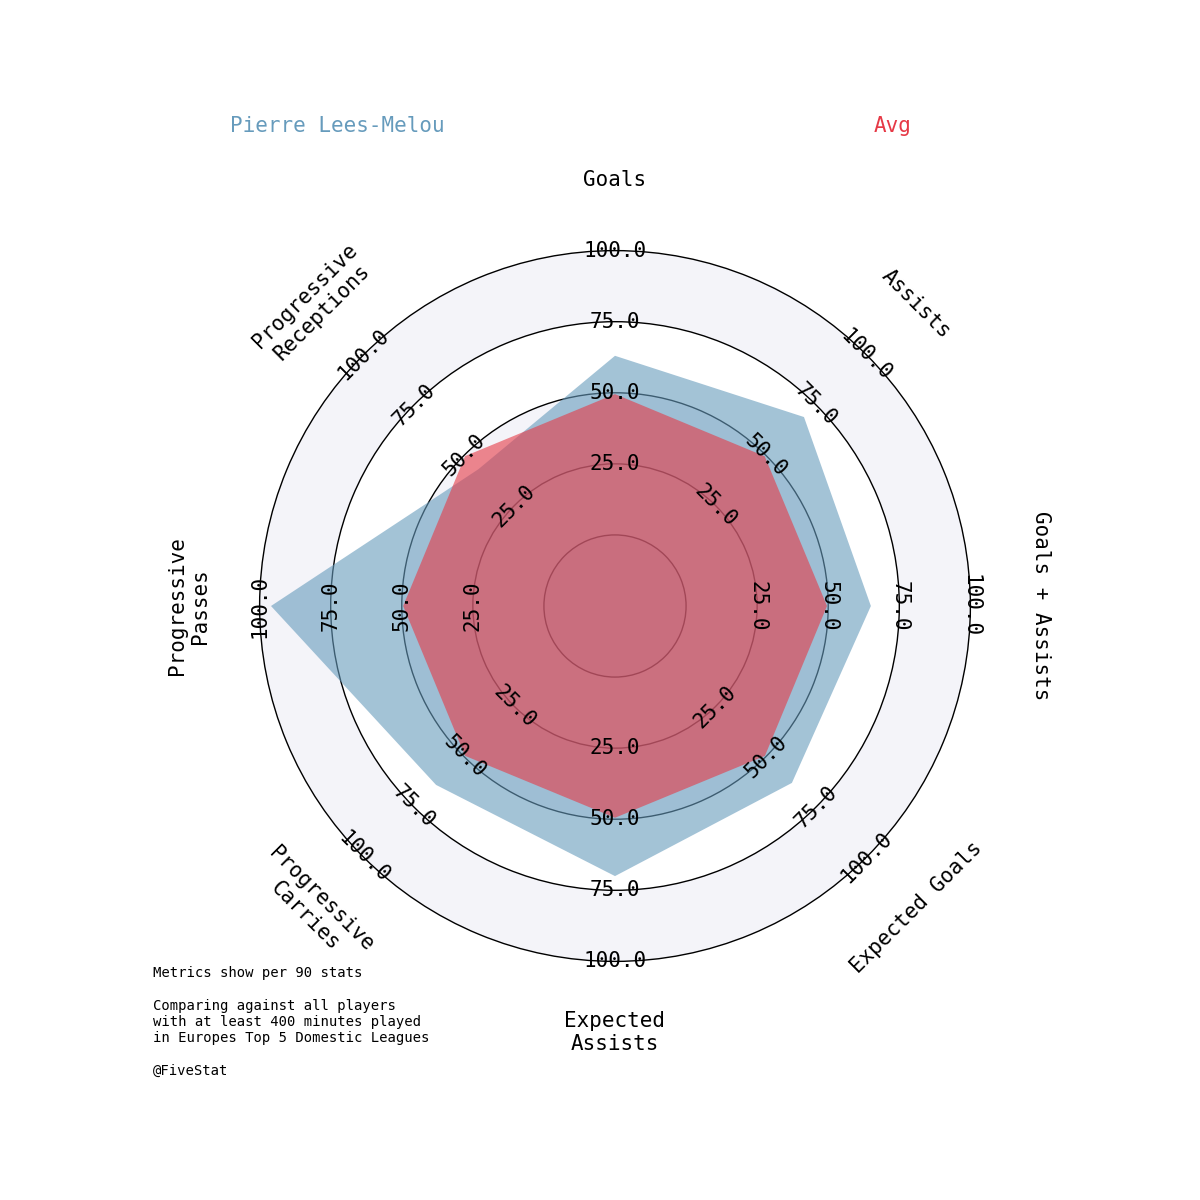 Pierre Lees-Melou
Avg
Goals
Assists
Goals + Assists
Expected Goals
Expected
Assists
Progressive
Carries
Progressive
Passes
Progressive
Receptions
25.0
50.0
75.0
100.0
25.0
50.0
75.0
100.0
25.0
50.0
75.0
100.0
25.0
50.0
75.0
100.0
25.0
50.0
75.0
100.0
25.0
50.0
75.0
100.0
25.0
50.0
75.0
100.0
25.0
50.0
75.0
100.0
Metrics show per 90 stats
Comparing against all players
with at least 400 minutes played
in Europes Top 5 Domestic Leagues
@FiveStat